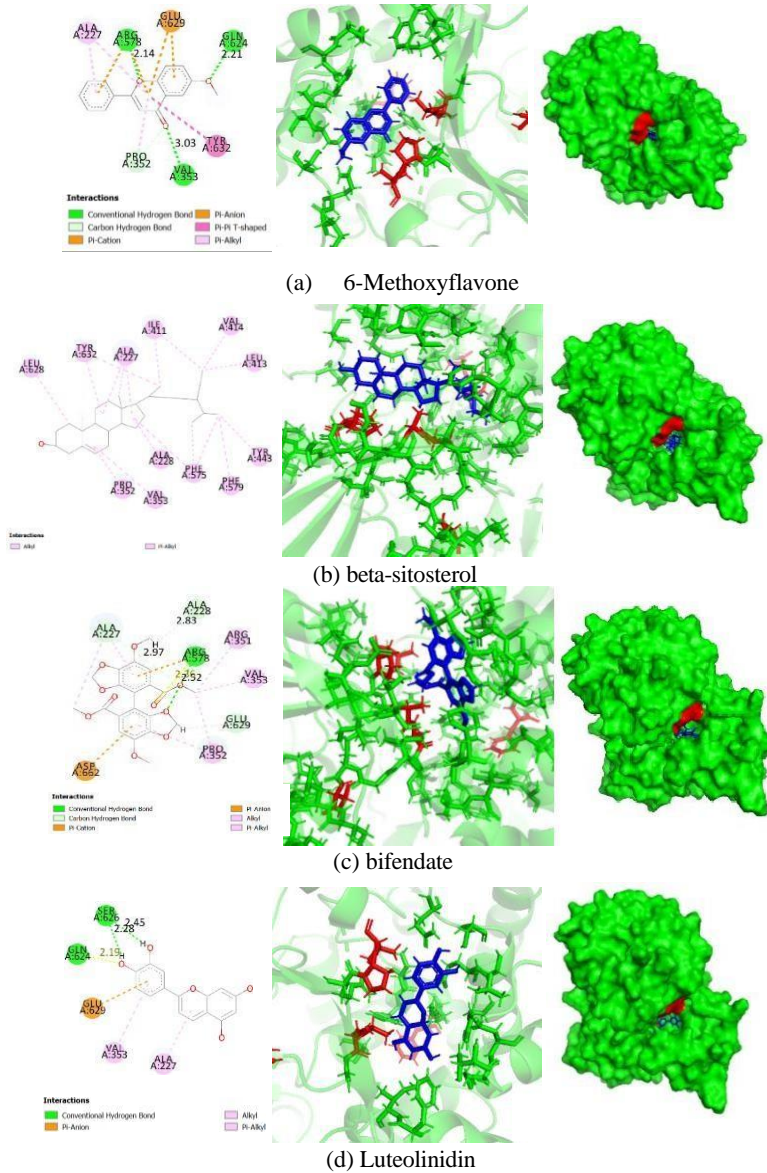 GLU
A:629
ALA
A:227
ARG
A:578
GLN
A:624
2.14
2.21
TYR
A:632
3.03
PRO
A:352
VAL
A:353
Interactions
Conventional Hydrogen Bond
Carbon Hydrogen Bond
Pi-Cation
Pi-Anion
Pi-Pi T-shaped
Pi-Alkyl
(a) 6-Methoxyflavone
ILE
A:411
VAL
A:414
TYR
A:632
ALA
A:227
LEU
A:413
LEU
A:628
ALA
A:228
PHE
A:575
TYR
A:443
PRO
A:352
VAL
A:353
PHE
A:579
Interactions
Alkyl
Pi-Alkyl
(b) beta-sitosterol
ALA
A:228
2.83
ALA
A:227
H
2.97
ARG
A:351
ARG
A:578
2.52
VAL
A:353
GLU
A:629
H
PRO
A:352
ASP
A:662
Interactions
Conventional Hydrogen Bond
Carbon Hydrogen Bond
Pi-Cation
Pi-Anion
Alkyl
Pi-Alkyl
(c) bifendate
SER
A:626
2.45
2.28
H
GLN
A:624
2.19
H
GLU
A:629
VAL
A:353
ALA
A:227
Interactions
Conventional Hydrogen Bond
Pi-Anion
Alkyl
Pi-Alkyl
(d) Luteolinidin